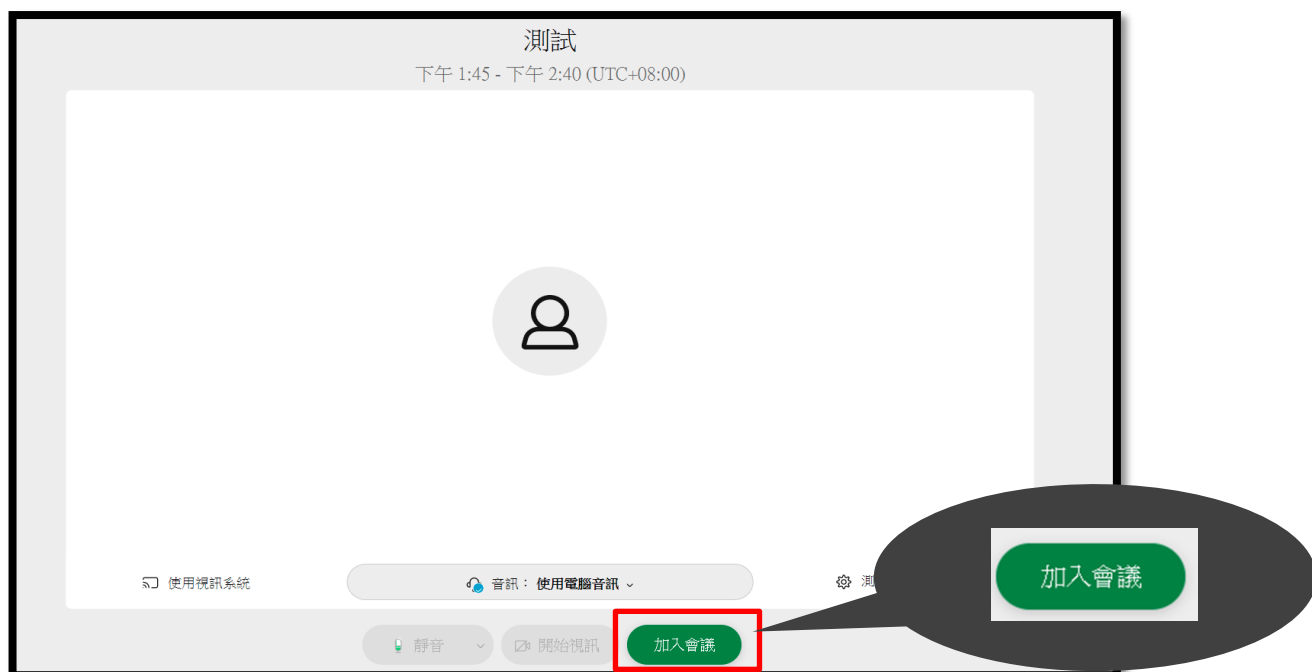 測試
下午 1:45 - 下午 2:40 (UTC+08:00)
使用視訊系統
音訊： 使用電腦音訊
測
靜音
開始視訊
加入會議
加入會議